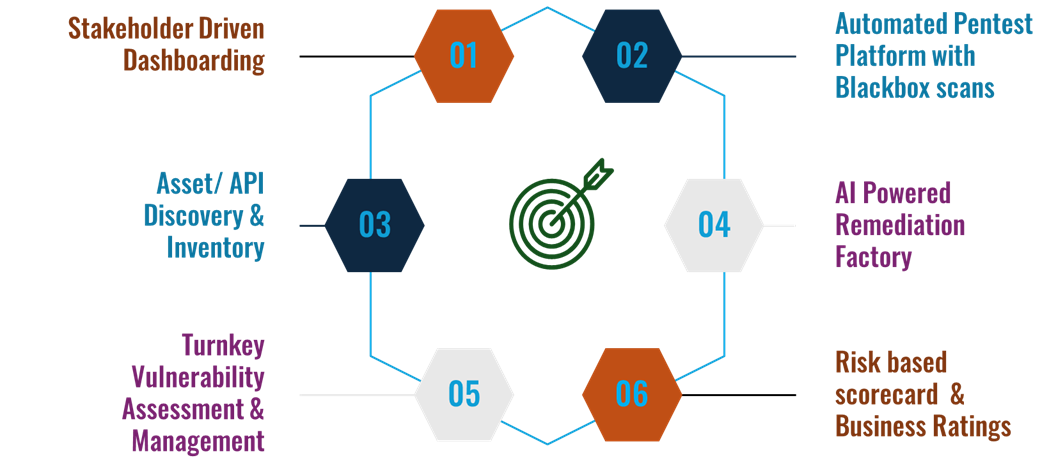 Stakeholder Driven
Dashboarding
01
02
Automated Pentest
Platform with
Blackbox scans
Asset/ API
Discovery &
Inventory
03
04
AI Powered
Remediation
Factory
Turnkey
Vulnerability
Assessment &
Management
05
06
Risk based
scorecard &
Business Ratings